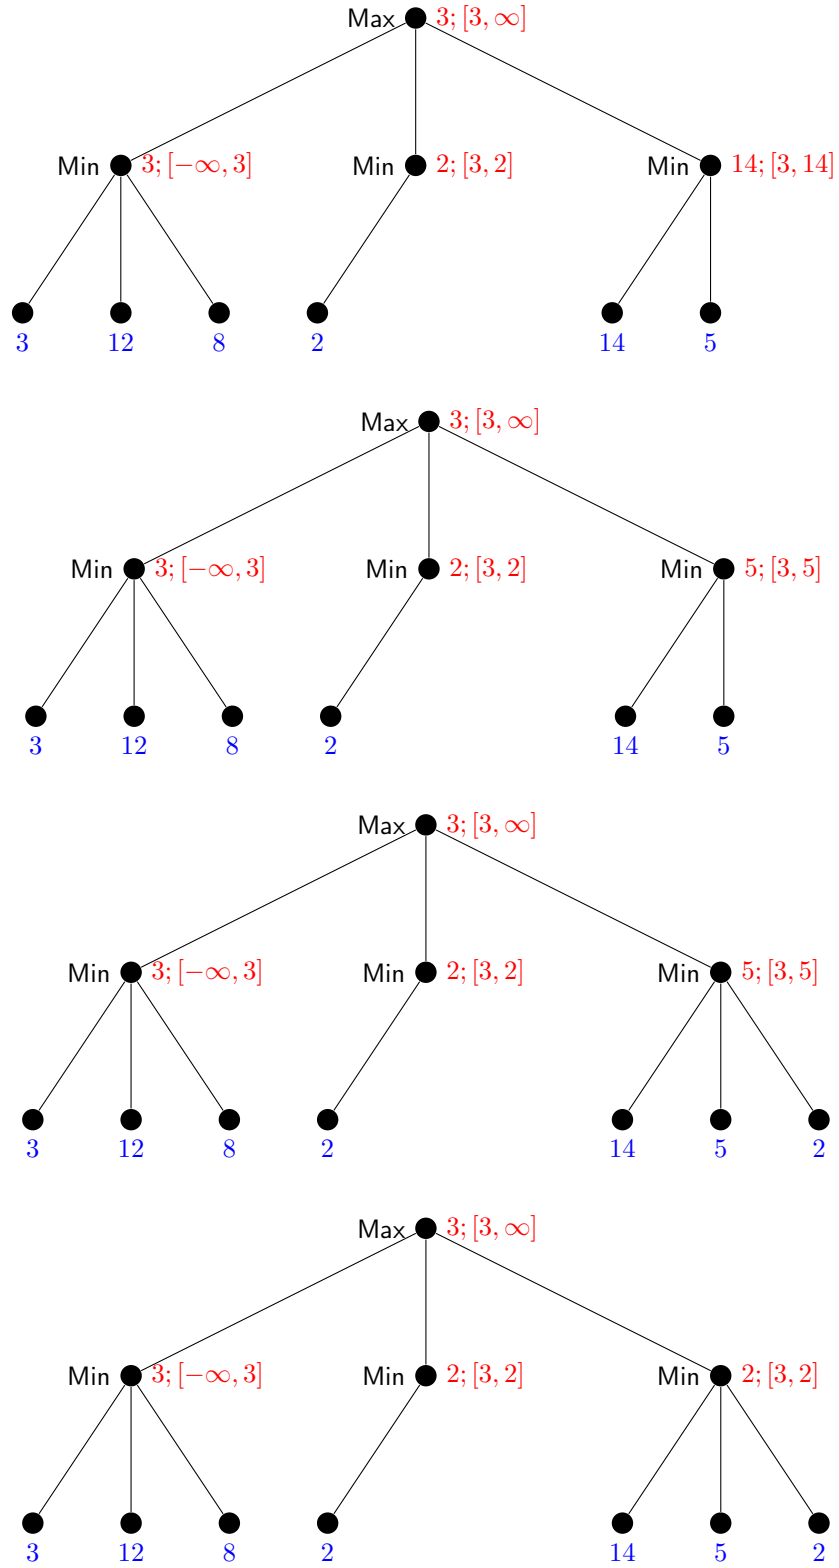 Max 3; [3, ∞]
Min 3; [−∞, 3] Min 2; [3, 2] Min 14; [3, 14]
3 12 8 2 14 5
Max 3; [3, ∞]
Min 3; [−∞, 3] Min 2; [3, 2] Min 5; [3, 5]
3 12 8 2 14 5
Max 3; [3, ∞]
Min 3; [−∞, 3] Min 2; [3, 2] Min 5; [3, 5]
3 12 8 2 14 5 2
Max 3; [3, ∞]
Min 3; [−∞, 3] Min 2; [3, 2] Min 2; [3, 2]
3 12 8 2 14 5 2